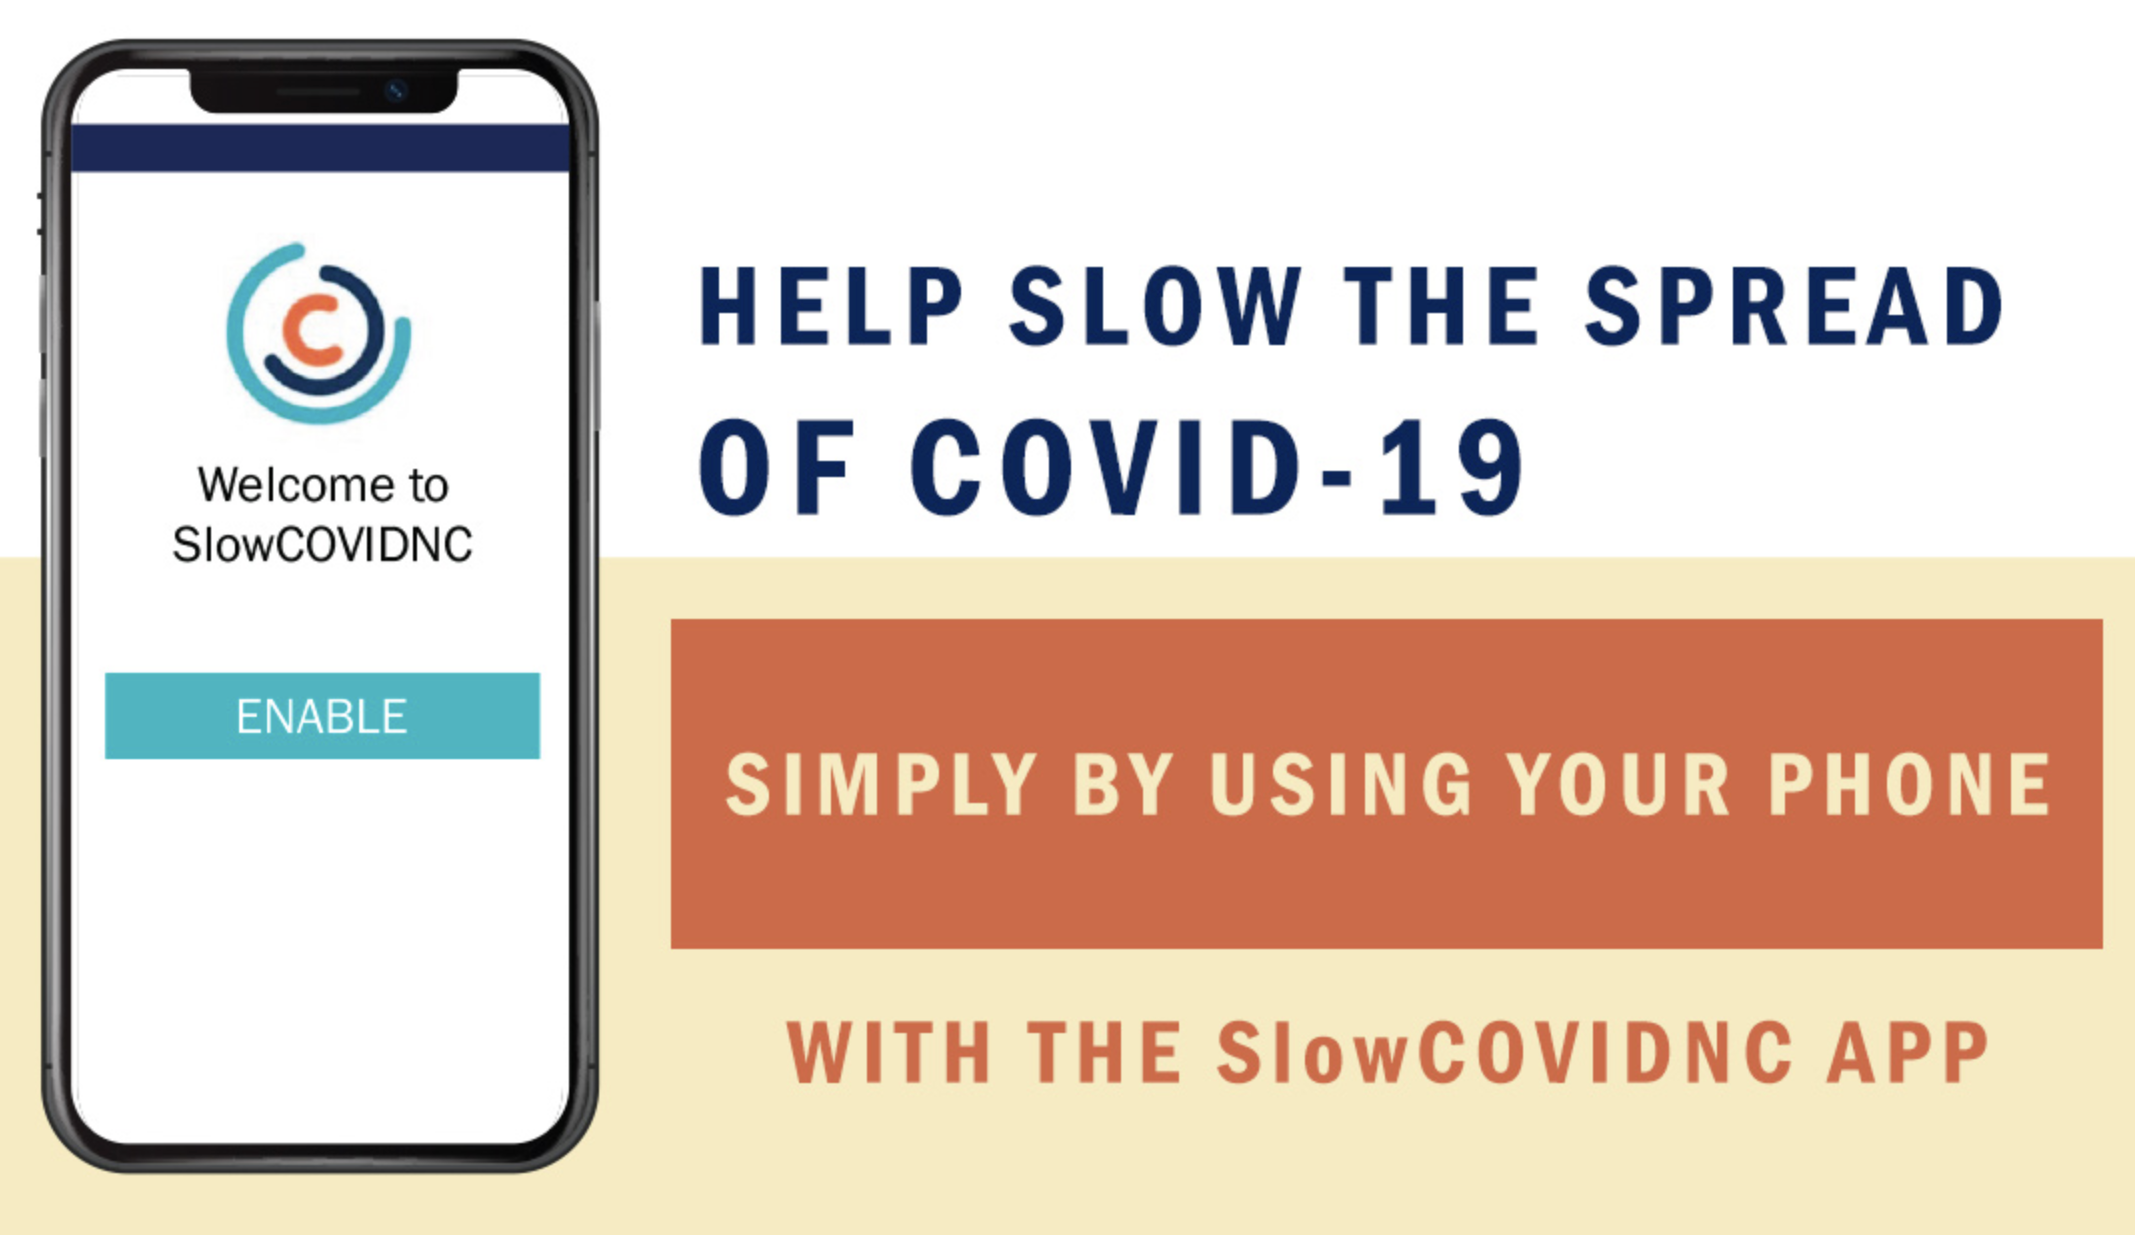 Welcome to
SlowCOVIDNC
ENABLE
HELP SLOW THE SPREAD
OF COVID-19
SIMPLY BY USING YOUR PHONE
WITH THE SlowCOVIDNC APP